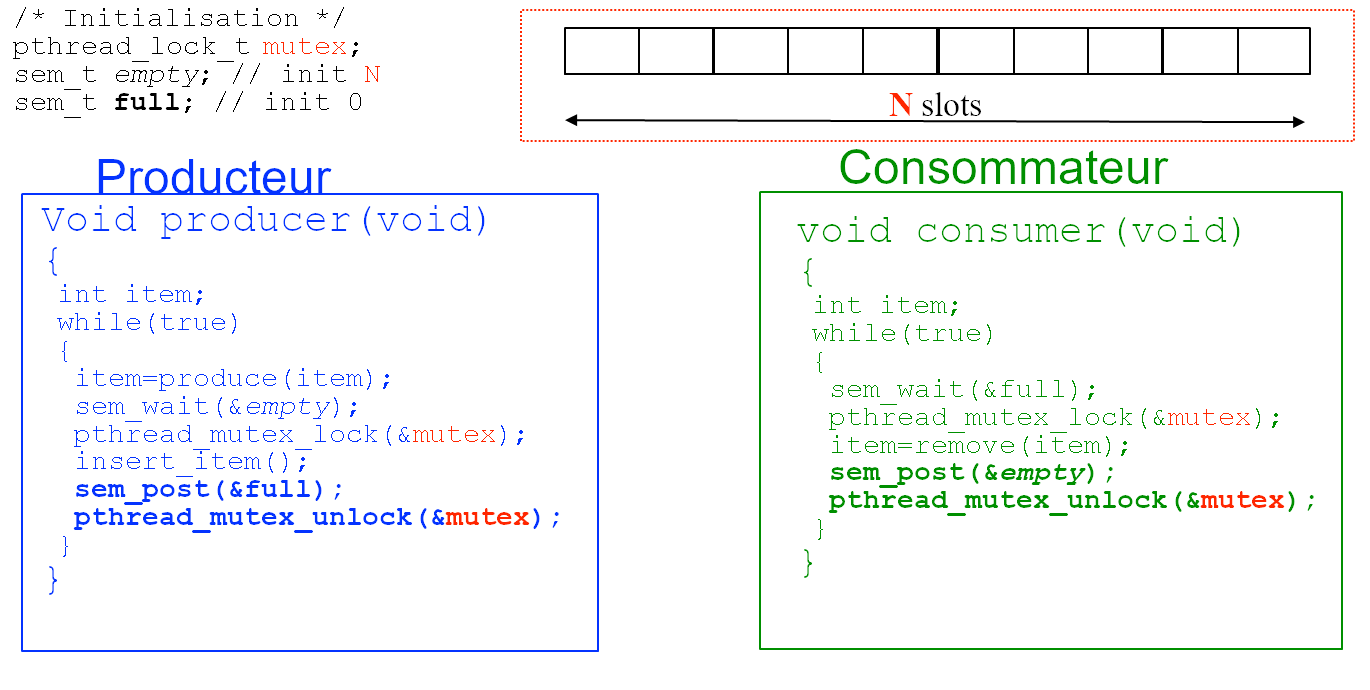 /* Initialisation */
pthread_lock_t mutex;
sem_t empty; // init N
sem_t full; // init 0
N slots
Producteur
Void producer(void)
{
int item;
while(true)
{
item=produce(item);
sem_wait(&empty);
pthread_mutex_lock(&mutex);
insert_item();
sem_post(&full);
pthread_mutex_unlock(&mutex);
}
}
Consommateur
void consumer(void)
{
int item;
while(true)
{
sem_wait(&full);
pthread_mutex_lock(&mutex);
item=remove(item);
sem_post(&empty);
pthread_mutex_unlock(&mutex);
}
}